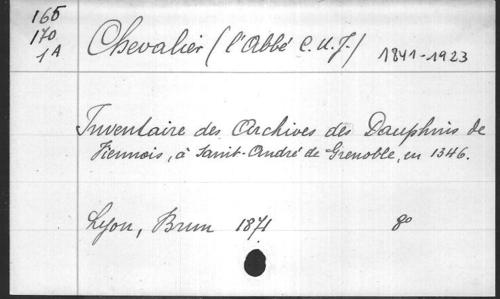 165
170
1A
Chevalier (l'Abbé C. U. J.) 1841-1923
Inventaire des Archives des Dauphins de
Viennois, à Saint-André de Grenoble, en 1346.
Lyon, Brun 1871 8°